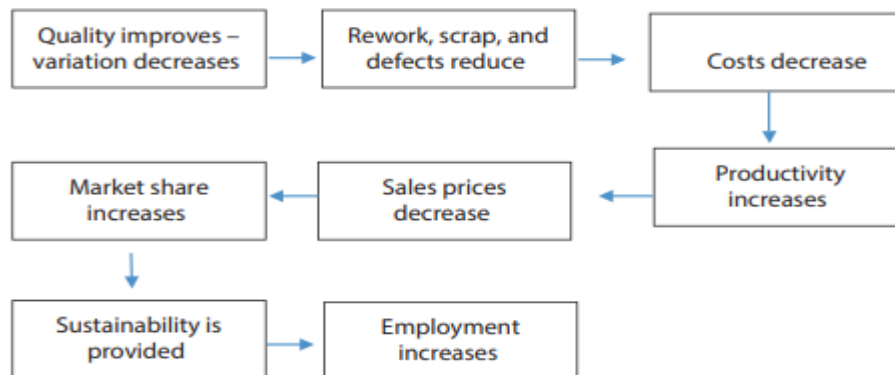 Quality improves –
variation decreases
Rework, scrap, and
defects reduce
Costs decrease
Productivity
increases
Sales prices
decrease
Market share
increases
Sustainability is
provided
Employment
increases